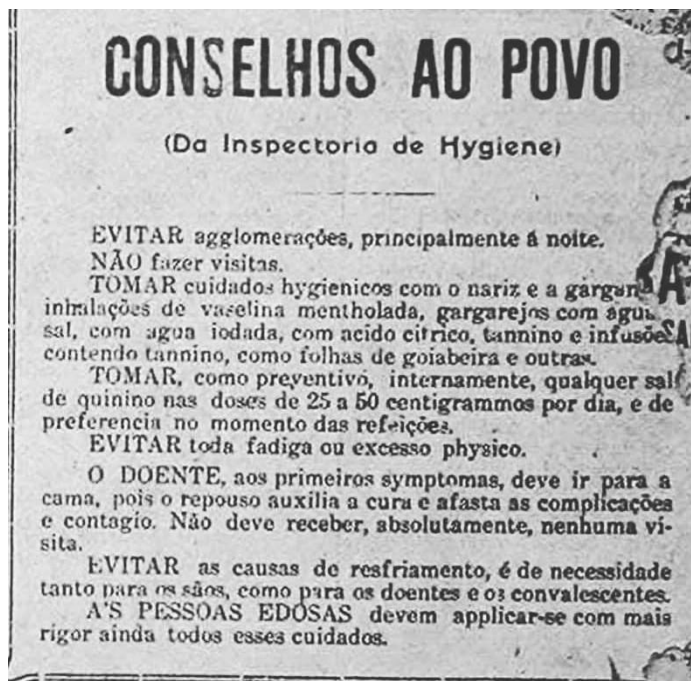 CONSELHOS AO POVO
(Da Inspectoria de Hygiene)
EVITAR agglomerações, principalmente á noite.
NÃO fazer visitas.
TOMAR cuidados hygienicos com o nariz e a
inhalações de vaselina mentholada, gargarejos com agua
sal, com agua iodada, com acido citrico, tannino e infusões
contendo tannino, como folhas de goiabeira e outras.
TOMAR, como preventivo, internamente, qualquer sal
de quinino nas doses de 25 a 50 centigrammos por dia, e de
preferencia no momento das refeições.
EVITAR toda fadiga ou excesso physico.
O DOENTE, aos primeiros symptomas, deve ir para a
cama, pois o repouso auxilia a cura e afasta as complicações
e contagio. Não deve receber, absolutamente, nenhuma vi-
sita.
EVITAR as causas de resfriamento, é de necessidade
tanto para os sãos, como para os doentes e os convalescentes.
A'S PESSOAS EDOSAS devem applicar-se com mais
rigor ainda todos esses cuidados.